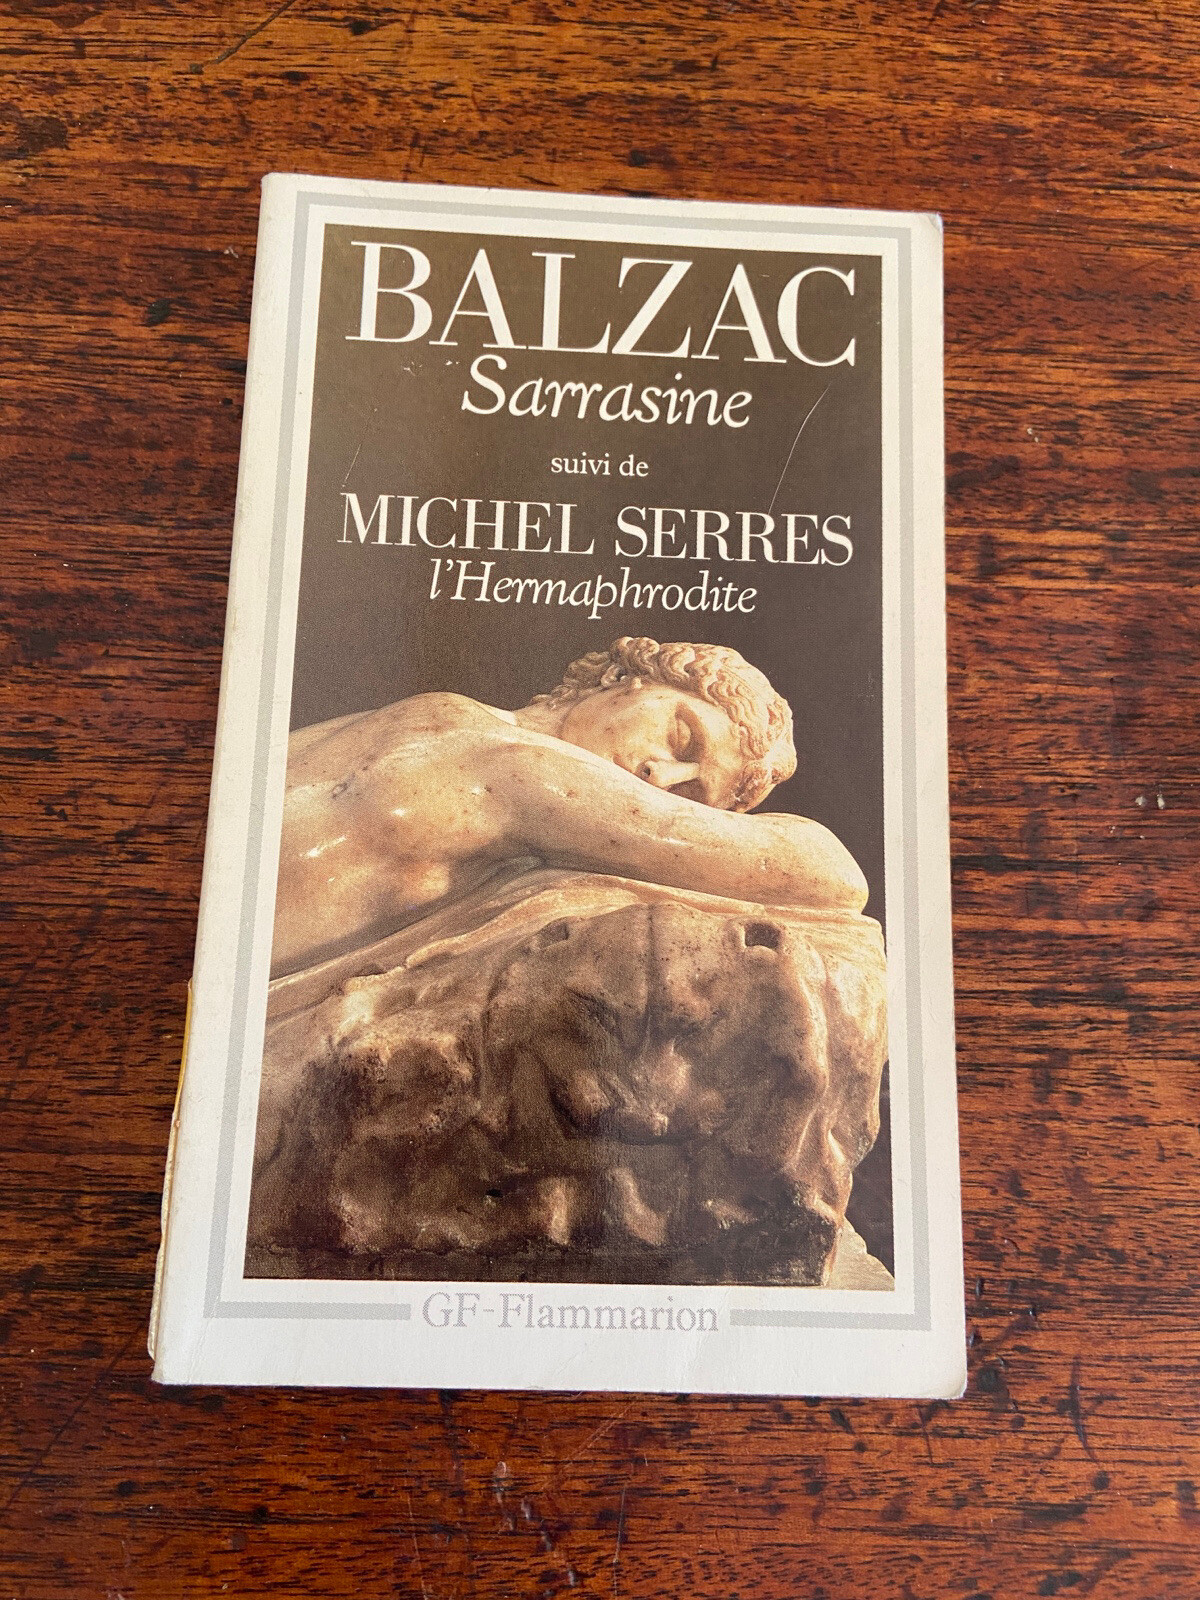 BALZAC
Sarrasine
suivi de
MICHEL SERRES
l'Hermaphrodite
GF-Flammarion